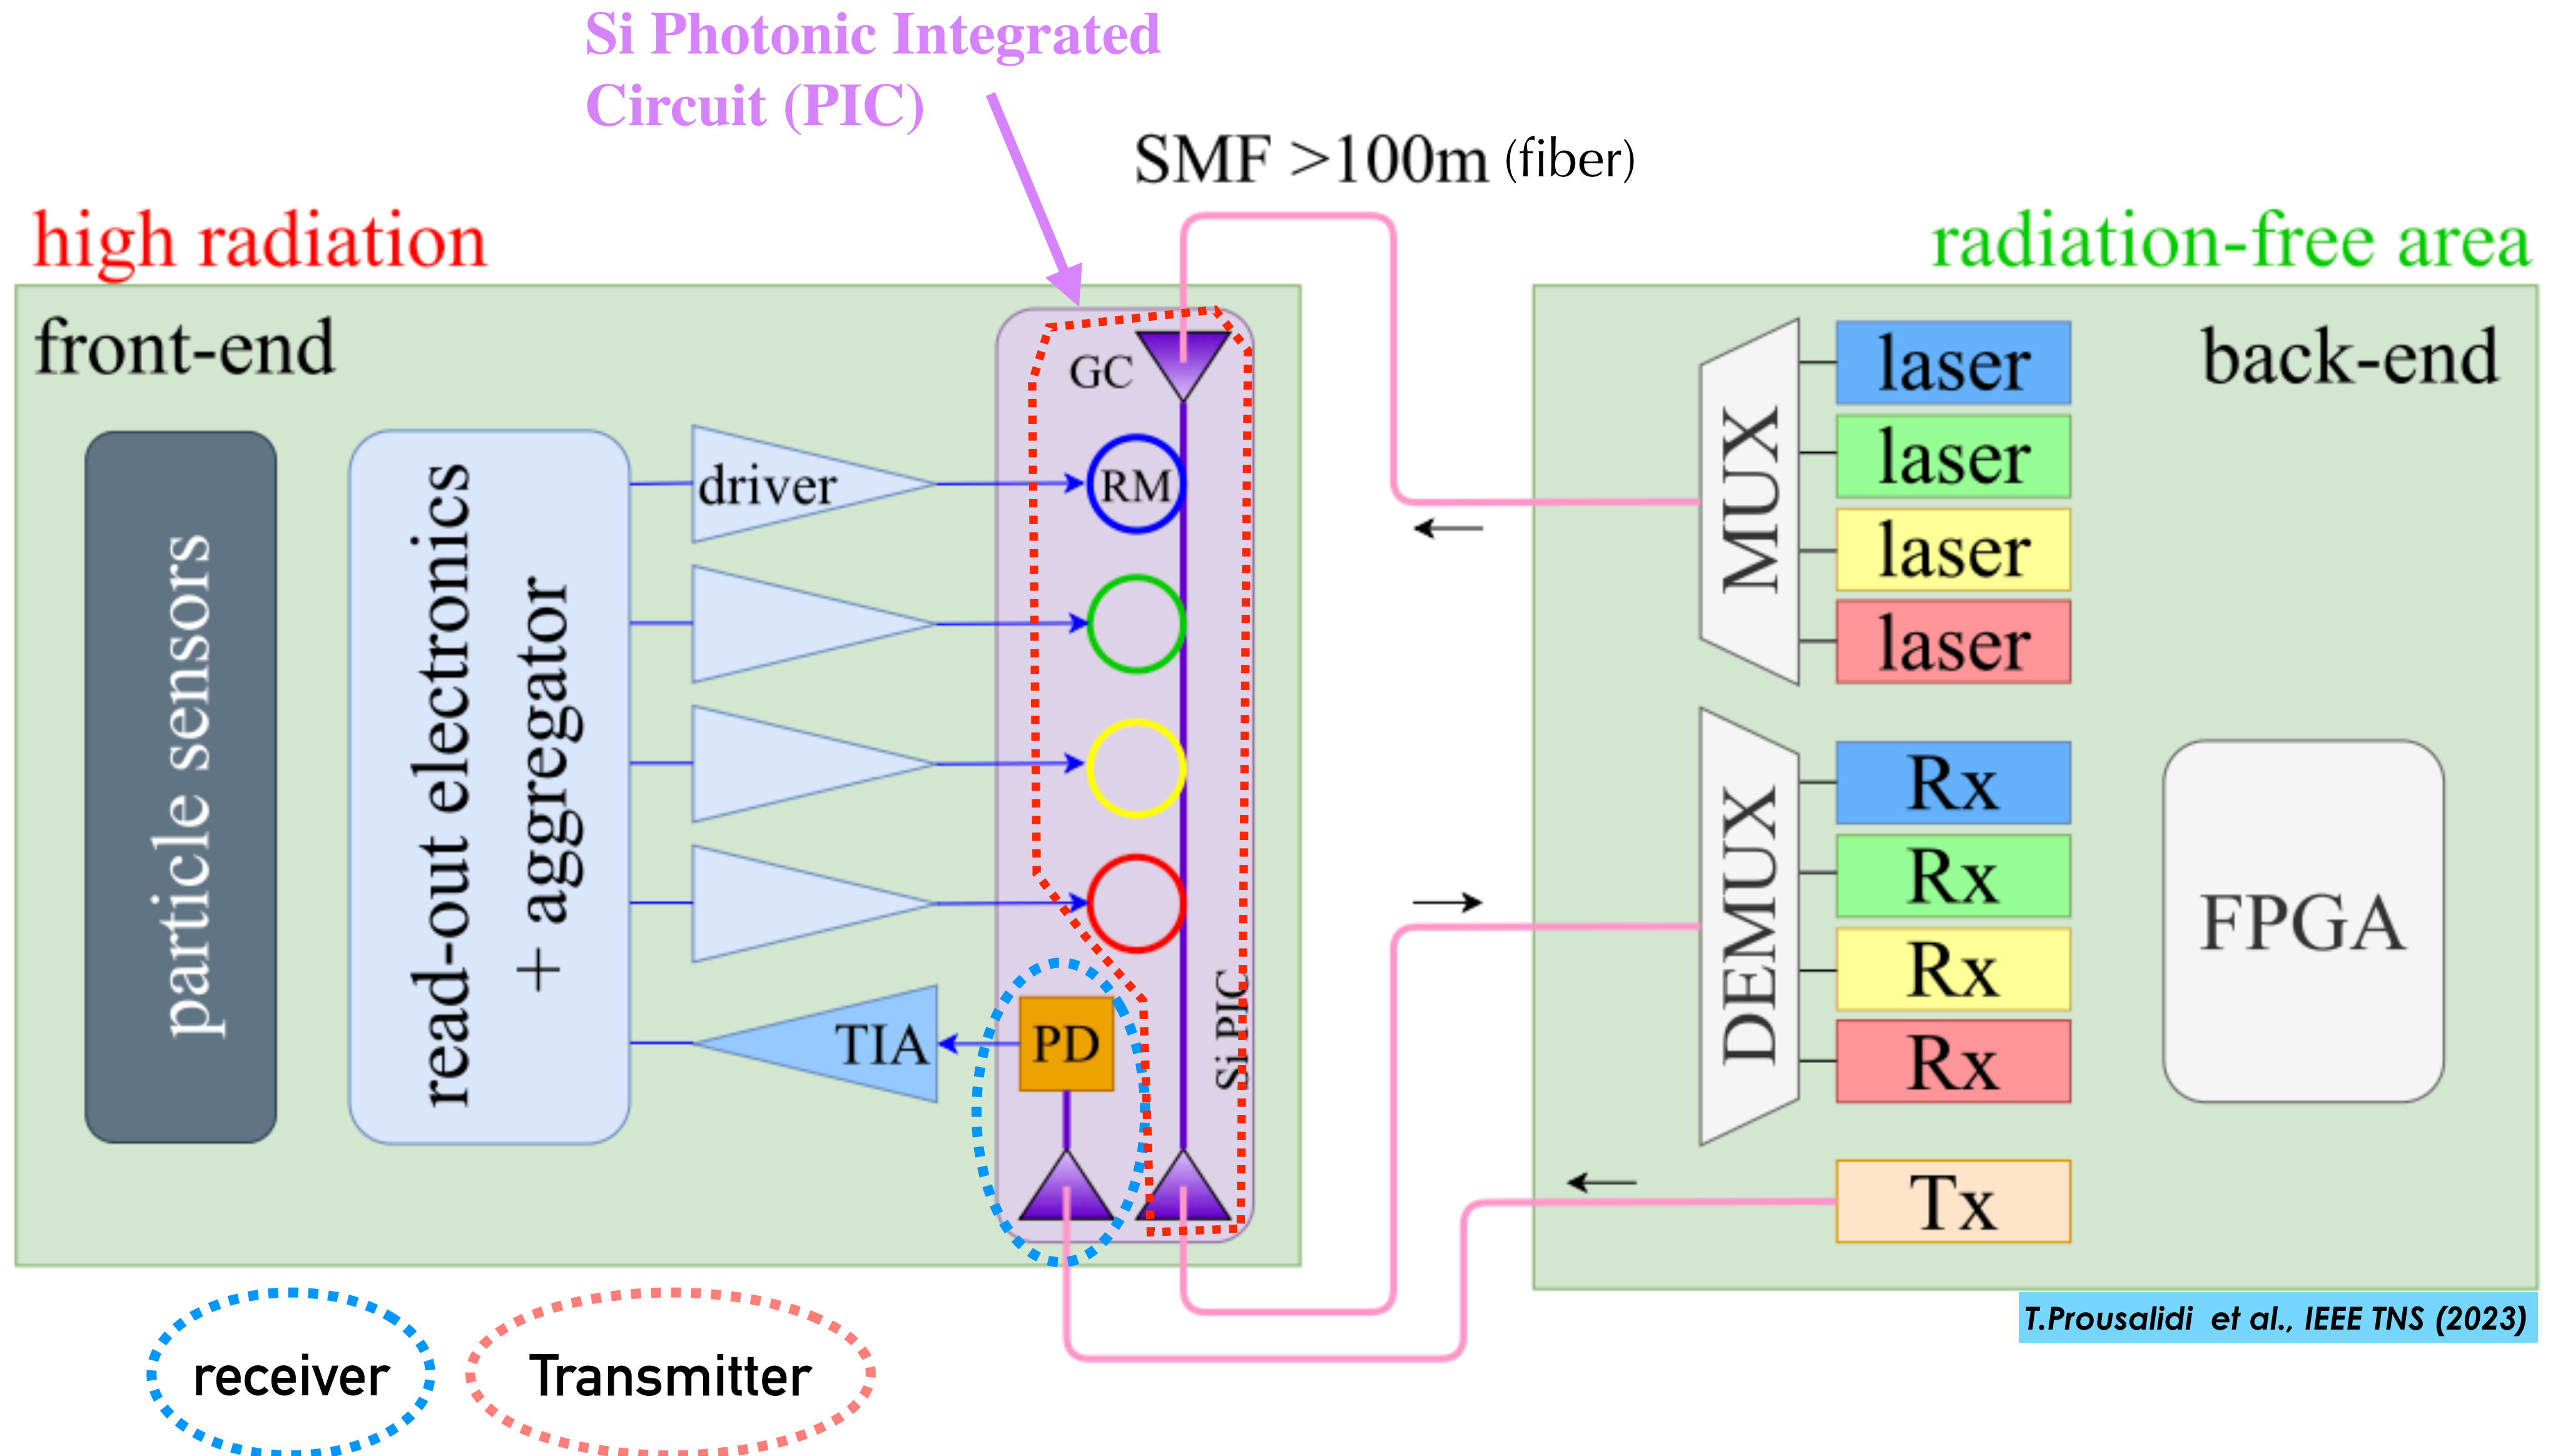 Si Photonic Integrated
Circuit (PIC)
SMF >100m (fiber)
high radiation
radiation-free area
front-end
back-end
particle sensors
read-out electronics
+ aggregator
driver
TIA
GC
RM
PD
Si PIC
MUX
laser
laser
laser
laser
DEMUX
Rx
Rx
Rx
Rx
Tx
FPGA
T.Prousalidi et al., IEEE TNS (2023)
receiver
Transmitter